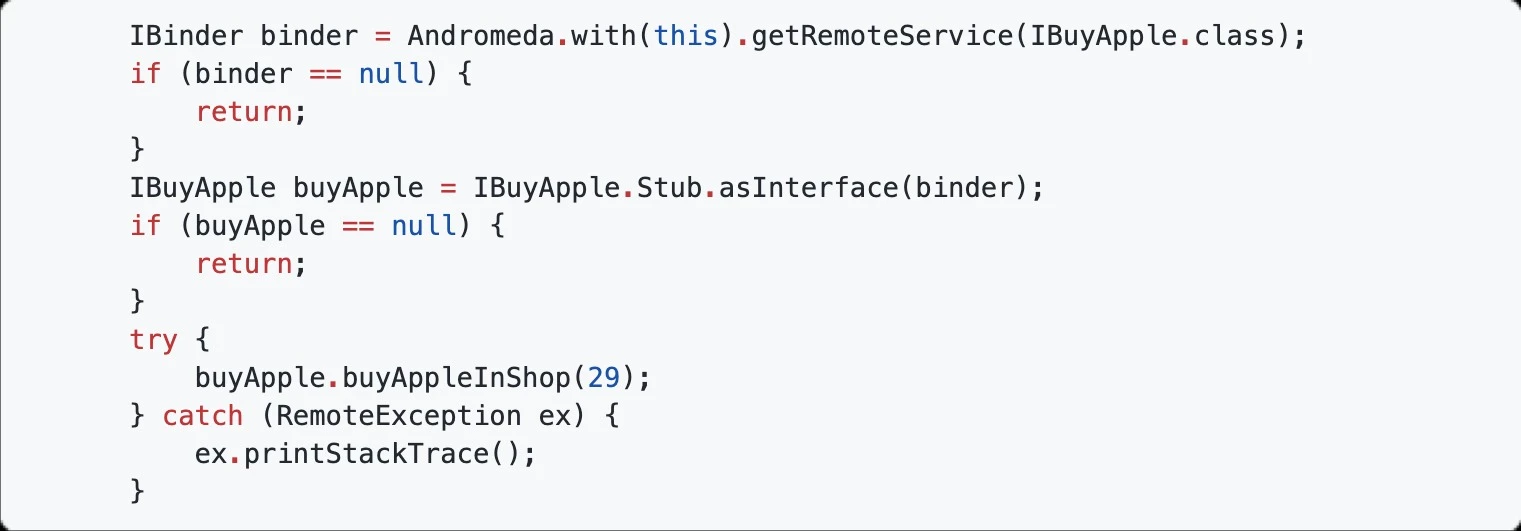 IBinder binder = Andromeda.with(this).getRemoteService(IBuyApple.class);
if (binder == null) {
    return;
}
IBuyApple buyApple = IBuyApple.Stub.asInterface(binder);
if (buyApple == null) {
    return;
}
try {
    buyApple.buyAppleInShop(29);
} catch (RemoteException ex) {
    ex.printStackTrace();
}